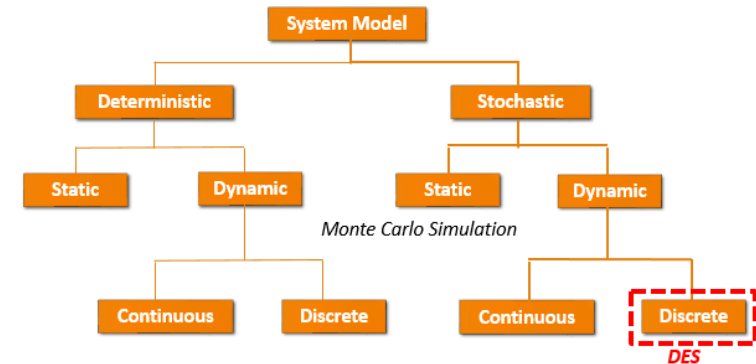 System Model
Deterministic
Stochastic
Static
Dynamic
Static
Dynamic
Monte Carlo Simulation
Continuous
Discrete
Continuous
Discrete
DES